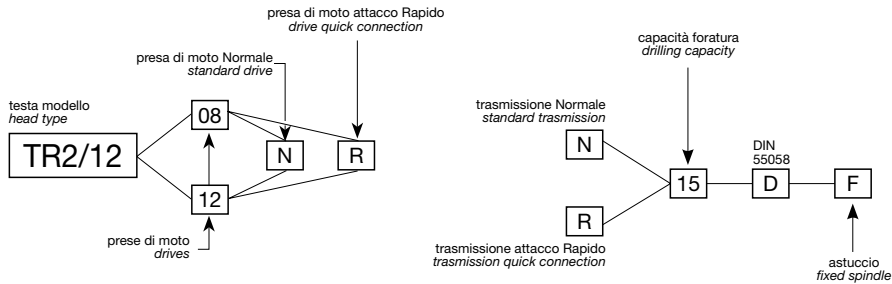 presa di moto attacco Rapido
drive quick connection
presa di moto Normale
standard drive
testa modello
head type
TR2/12
08
12
N
R
prese di moto
drives
capacità foratura
drilling capacity
trasmissione Normale
standard trasmission
N
DIN
55058
15
D
F
R
trasmissione attacco Rapido
trasmission quick connection
astuccio
fixed spindle